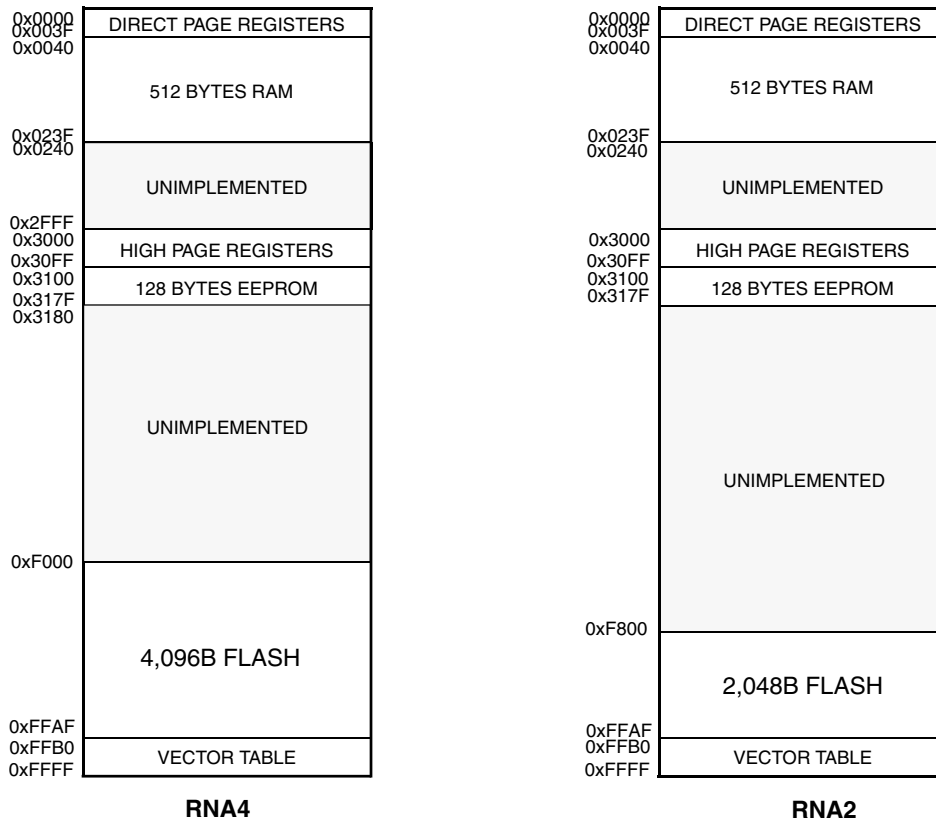 0x0000
0x003F
0x0040
DIRECT PAGE REGISTERS
512 BYTES RAM
0x023F
0x0240
UNIMPLEMENTED
0x2FFF
0x3000
HIGH PAGE REGISTERS
0x30FF
0x3100
128 BYTES EEPROM
0x317F
0x3180
UNIMPLEMENTED
0xF000
4,096B FLASH
0xFFAF
0xFFB0
VECTOR TABLE
0xFFFF
RNA4
0x0000
0x003F
0x0040
DIRECT PAGE REGISTERS
512 BYTES RAM
0x023F
0x0240
UNIMPLEMENTED
0x3000
HIGH PAGE REGISTERS
0x30FF
0x3100
128 BYTES EEPROM
0x317F
UNIMPLEMENTED
0xF800
2,048B FLASH
0xFFAF
0xFFB0
VECTOR TABLE
0xFFFF
RNA2